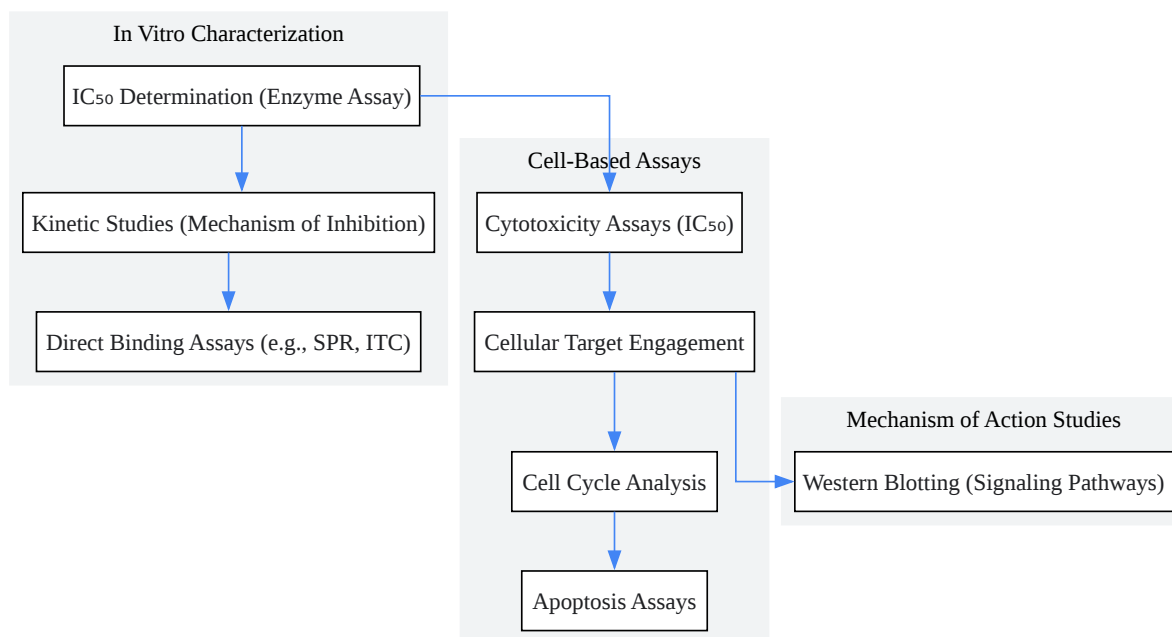 In Vitro Characterization
IC₅₀ Determination (Enzyme Assay)
Kinetic Studies (Mechanism of Inhibition)
Direct Binding Assays (e.g., SPR, ITC)
Cell-Based Assays
Cytotoxicity Assays (IC₅₀)
Cellular Target Engagement
Cell Cycle Analysis
Apoptosis Assays
Mechanism of Action Studies
Western Blotting (Signaling Pathways)